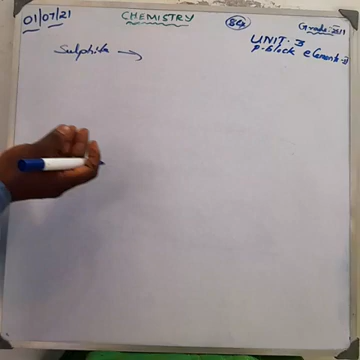 01/07/21
CHEMISTRY
84
Grade:-XII
UNIT-3
P-Block elements-II
Sulphite →